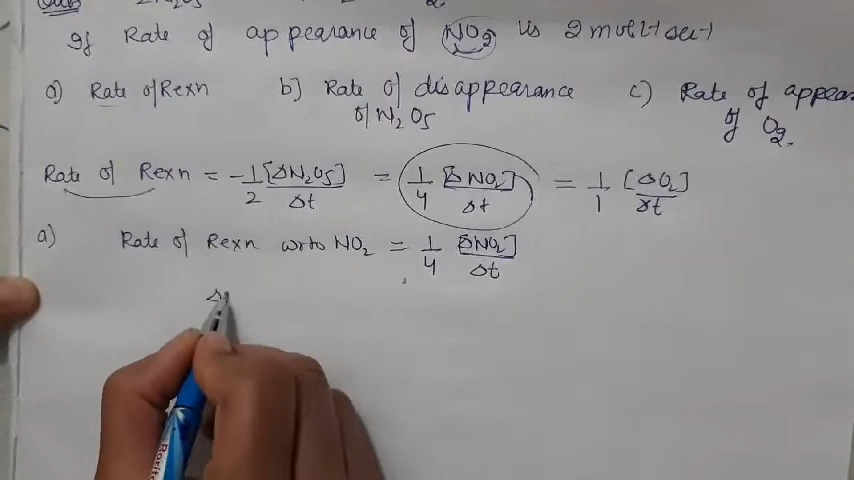 If Rate of appearance of NO2 is 2 mol L-1 sec-1
a) Rate of Rexn b) Rate of disappearance of N2O5 c) Rate of appear of O2.
Rate of Rexn = -1/2 [ΔN2O5]/Δt = 1/4 [ΔNO2]/Δt = 1/1 [ΔO2]/Δt
a) Rate of Rexn wrto NO2 = 1/4 [ΔNO2]/Δt
Δ